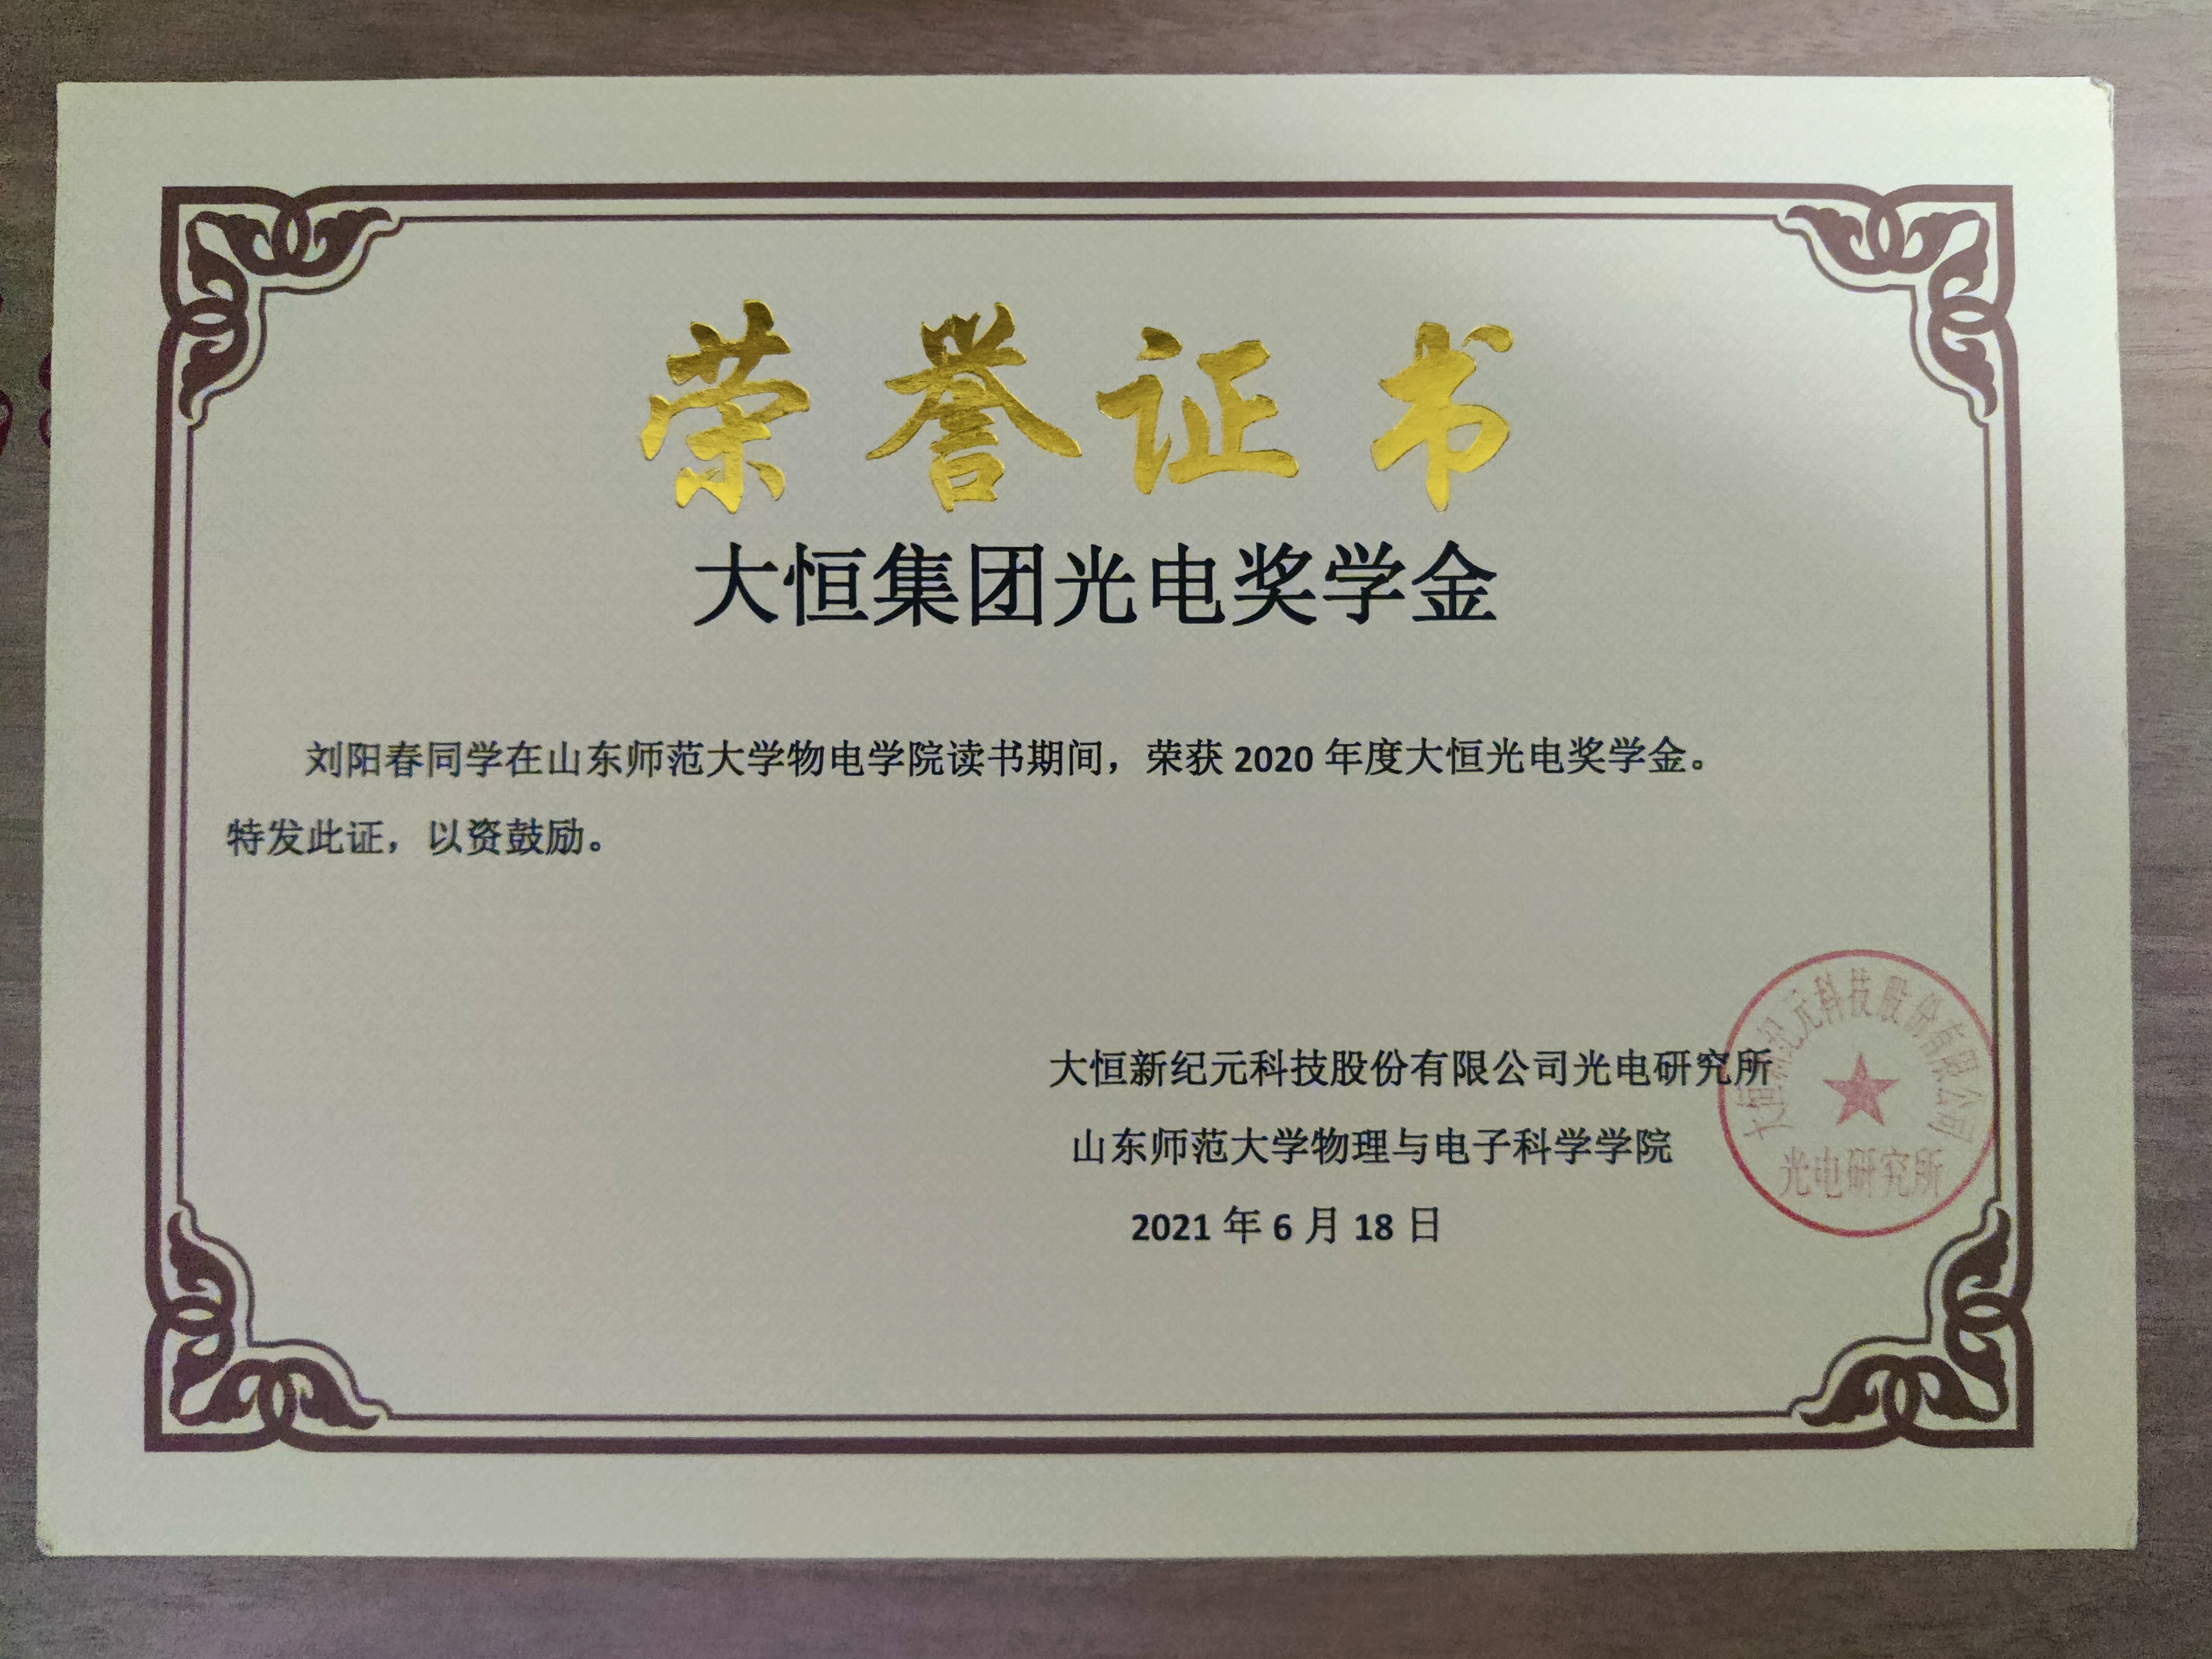 荣誉证书
大恒集团光电奖学金
刘阳春同学在山东师范大学物电学院读书期间，荣获 2020 年度大恒光电奖学金。
特发此证，以资鼓励。
大恒新纪元科技股份有限公司光电研究所
山东师范大学物理与电子科学学院
2021 年 6 月 18 日
大恒新纪元科技股份有限公司
光电研究所